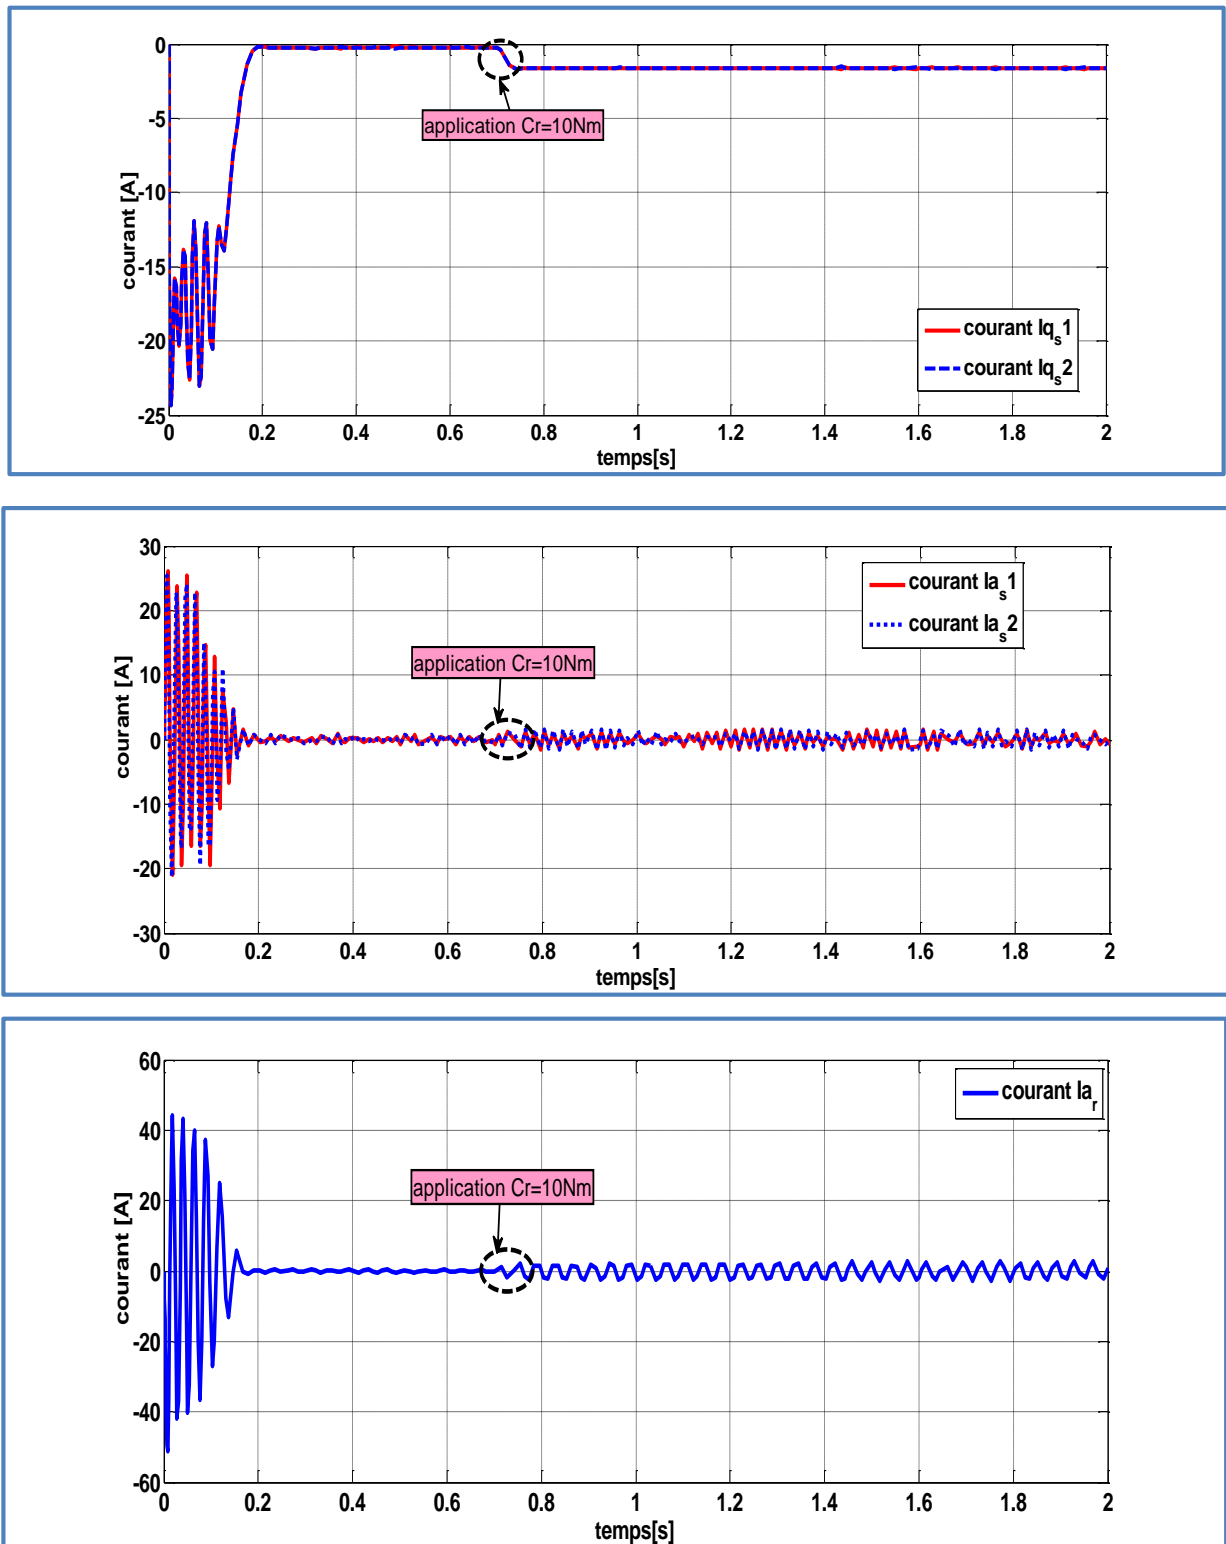 0
-5
-10
-15
-20
-25
courant [A]
application Cr=10Nm
courant Iqs1
courant Iqs2
0 0.2 0.4 0.6 0.8 1 1.2 1.4 1.6 1.8 2
temps[s]
30
20
10
0
-10
-20
-30
courant [A]
application Cr=10Nm
courant Ias1
courant Ias2
0 0.2 0.4 0.6 0.8 1 1.2 1.4 1.6 1.8 2
temps[s]
60
40
20
0
-20
-40
-60
courant [A]
application Cr=10Nm
courant Iar
0 0.2 0.4 0.6 0.8 1 1.2 1.4 1.6 1.8 2
temps[s]